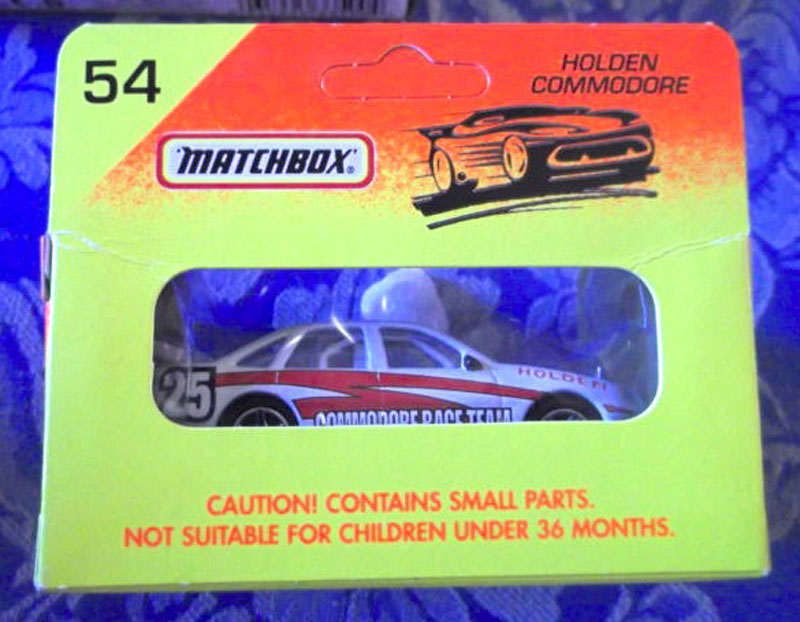 54
HOLDEN
COMMODORE
MATCHBOX®
HOLDEN
25
COMMODORE RACE TEAM
CAUTION! CONTAINS SMALL PARTS.
NOT SUITABLE FOR CHILDREN UNDER 36 MONTHS.